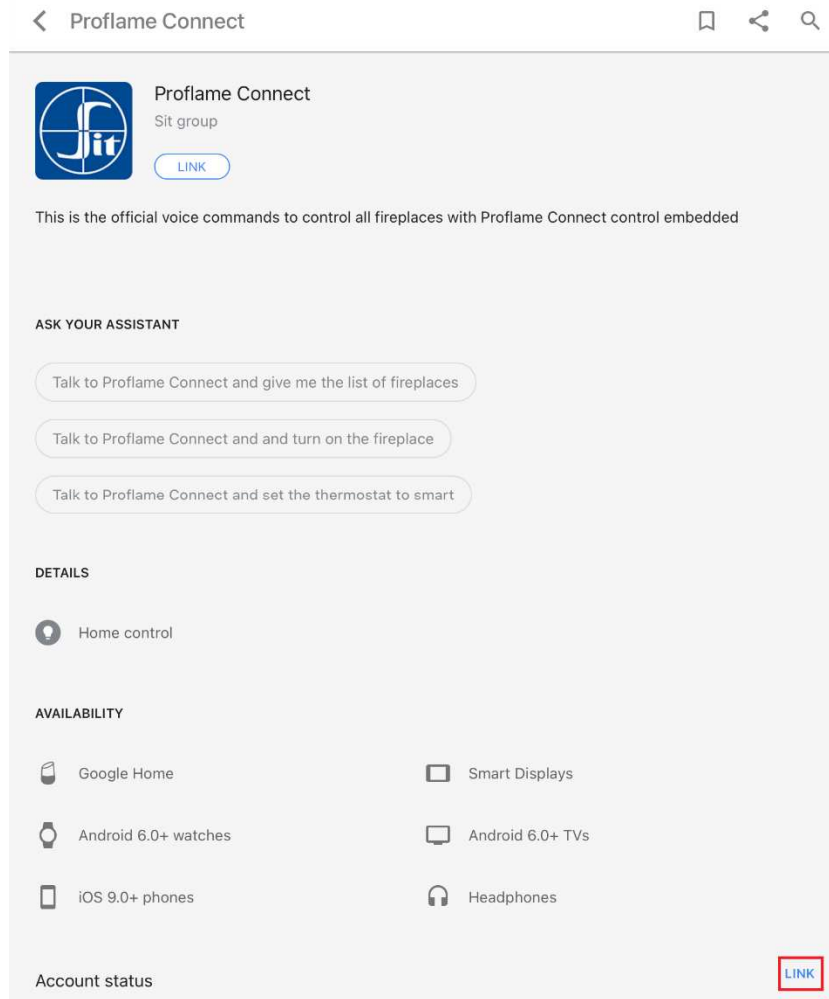 Proflame Connect
Sit
Proflame Connect
Sit group
LINK
This is the official voice commands to control all fireplaces with Proflame Connect control embedded
ASK YOUR ASSISTANT
Talk to Proflame Connect and give me the list of fireplaces
Talk to Proflame Connect and and turn on the fireplace
Talk to Proflame Connect and set the thermostat to smart
DETAILS
Home control
AVAILABILITY
Google Home
Smart Displays
Android 6.0+ watches
Android 6.0+ TVs
iOS 9.0+ phones
Headphones
Account status
LINK